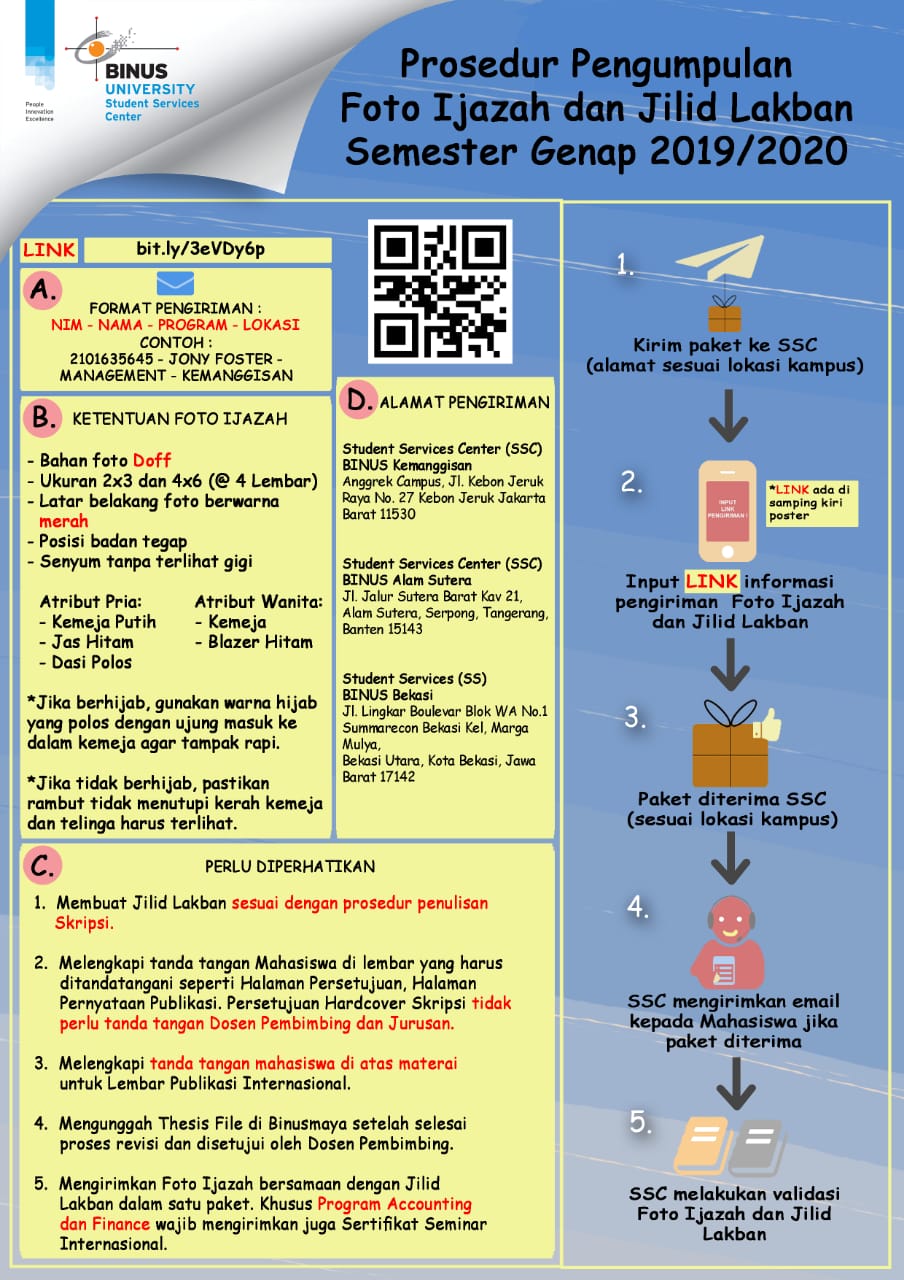 People
Innovation
Excellence
BINUS
UNIVERSITY
Student Services
Center
Prosedur Pengumpulan
Foto Ijazah dan Jilid Lakban
Semester Genap 2019/2020
LINK
bit.ly/3eVDy6p
A.
FORMAT PENGIRIMAN :
NIM - NAMA - PROGRAM - LOKASI
CONTOH :
2101635645 - JONY FOSTER -
MANAGEMENT - KEMANGGISAN
B. KETENTUAN FOTO IJAZAH
- Bahan foto Doff
- Ukuran 2x3 dan 4x6 (@ 4 Lembar)
- Latar belakang foto berwarna
merah
- Posisi badan tegap
- Senyum tanpa terlihat gigi
Atribut Pria:
- Kemeja Putih
- Jas Hitam
- Dasi Polos
Atribut Wanita:
- Kemeja
- Blazer Hitam
*Jika berhijab, gunakan warna hijab
yang polos dengan ujung masuk ke
dalam kemeja agar tampak rapi.
*Jika tidak berhijab, pastikan
rambut tidak menutupi kerah kemeja
dan telinga harus terlihat.
D. ALAMAT PENGIRIMAN
Student Services Center (SSC)
BINUS Kemanggisan
Anggrek Campus, Jl. Kebon Jeruk
Raya No. 27 Kebon Jeruk Jakarta
Barat 11530
Student Services Center (SSC)
BINUS Alam Sutera
Jl. Jalur Sutera Barat Kav 21,
Alam Sutera, Serpong, Tangerang,
Banten 15143
Student Services (SS)
BINUS Bekasi
Jl. Lingkar Boulevar Blok WA No.1
Summarecon Bekasi Kel, Marga
Mulya,
Bekasi Utara, Kota Bekasi, Jawa
Barat 17142
C. PERLU DIPERHATIKAN
1. Membuat Jilid Lakban sesuai dengan prosedur penulisan
Skripsi.
2. Melengkapi tanda tangan Mahasiswa di lembar yang harus
ditandatangani seperti Halaman Persetujuan, Halaman
Pernyataan Publikasi. Persetujuan Hardcover Skripsi tidak
perlu tanda tangan Dosen Pembimbing dan Jurusan.
3. Melengkapi tanda tangan mahasiswa di atas materai
untuk Lembar Publikasi Internasional.
4. Mengunggah Thesis File di Binusmaya setelah selesai
proses revisi dan disetujui oleh Dosen Pembimbing.
5. Mengirimkan Foto Ijazah bersamaan dengan Jilid
Lakban dalam satu paket. Khusus Program Accounting
dan Finance wajib mengirimkan juga Sertifikat Seminar
Internasional.
1.
Kirim paket ke SSC
(alamat sesuai lokasi kampus)
2.
INPUT
LINK
PENGIRIMAN !
*LINK ada di
samping kiri
poster
Input LINK informasi
pengiriman Foto Ijazah
dan Jilid Lakban
3.
Paket diterima SSC
(sesuai lokasi kampus)
4.
SSC mengirimkan email
kepada Mahasiswa jika
paket diterima
5.
SSC melakukan validasi
Foto Ijazah dan Jilid
Lakban